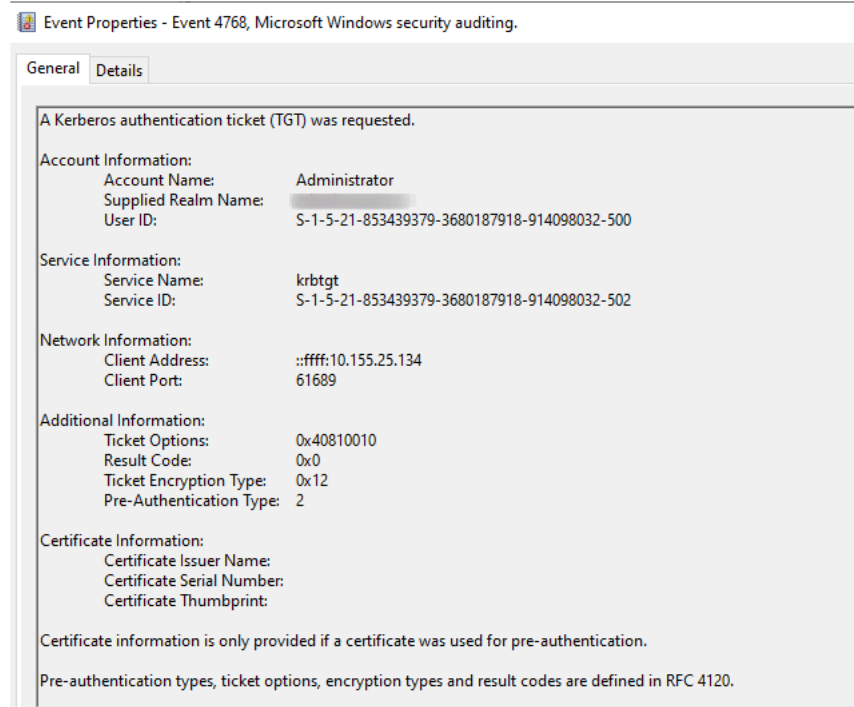 Event Properties - Event 4768, Microsoft Windows security auditing.
General Details
A Kerberos authentication ticket (TGT) was requested.
Account Information:
Account Name: Administrator
Supplied Realm Name:
User ID: S-1-5-21-853439379-3680187918-914098032-500
Service Information:
Service Name: krbtgt
Service ID: S-1-5-21-853439379-3680187918-914098032-502
Network Information:
Client Address: ::ffff:10.155.25.134
Client Port: 61689
Additional Information:
Ticket Options: 0x40810010
Result Code: 0x0
Ticket Encryption Type: 0x12
Pre-Authentication Type: 2
Certificate Information:
Certificate Issuer Name:
Certificate Serial Number:
Certificate Thumbprint:
Certificate information is only provided if a certificate was used for pre-authentication.
Pre-authentication types, ticket options, encryption types and result codes are defined in RFC 4120.